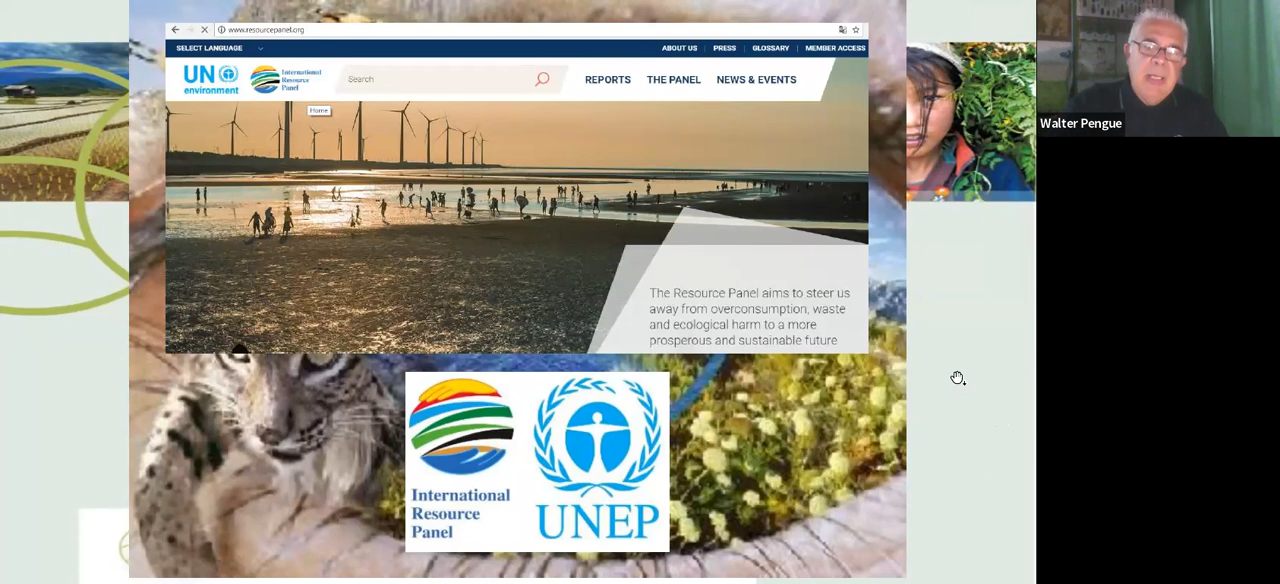 www.resourcepanel.org
SELECT LANGUAGE
ABOUT US | PRESS | GLOSSARY | MEMBER ACCESS
UN
environment
International
Resource
Panel
Search
REPORTS THE PANEL NEWS & EVENTS
Home
Walter Pengue
The Resource Panel aims to steer us
away from overconsumption, waste
and ecological harm to a more
prosperous and sustainable future
International
Resource
Panel
UNEP